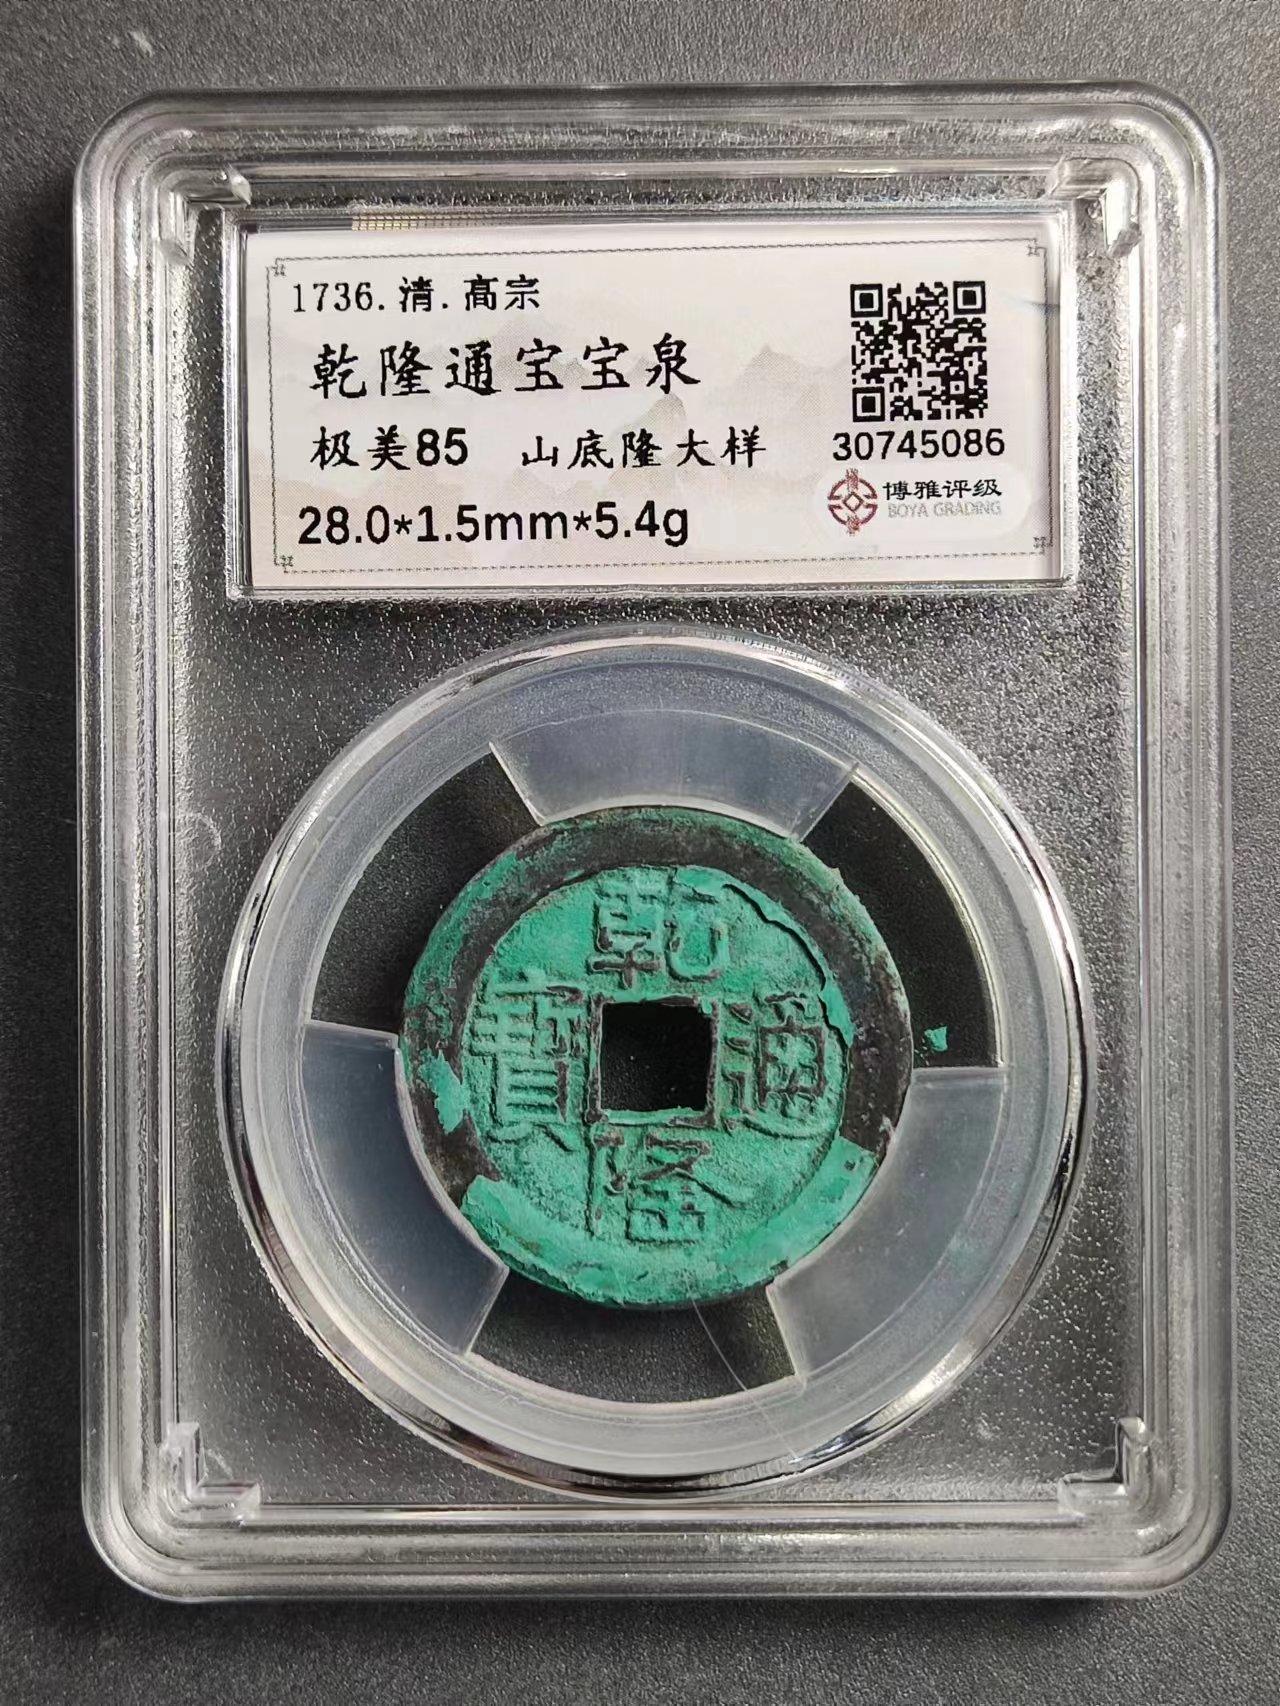 1736.清.高宗
乾隆通宝宝泉
极美85 山底隆大样
28.0*1.5mm*5.4g
30745086
博雅评级
BOYA GRADING
乾
寳 通
隆